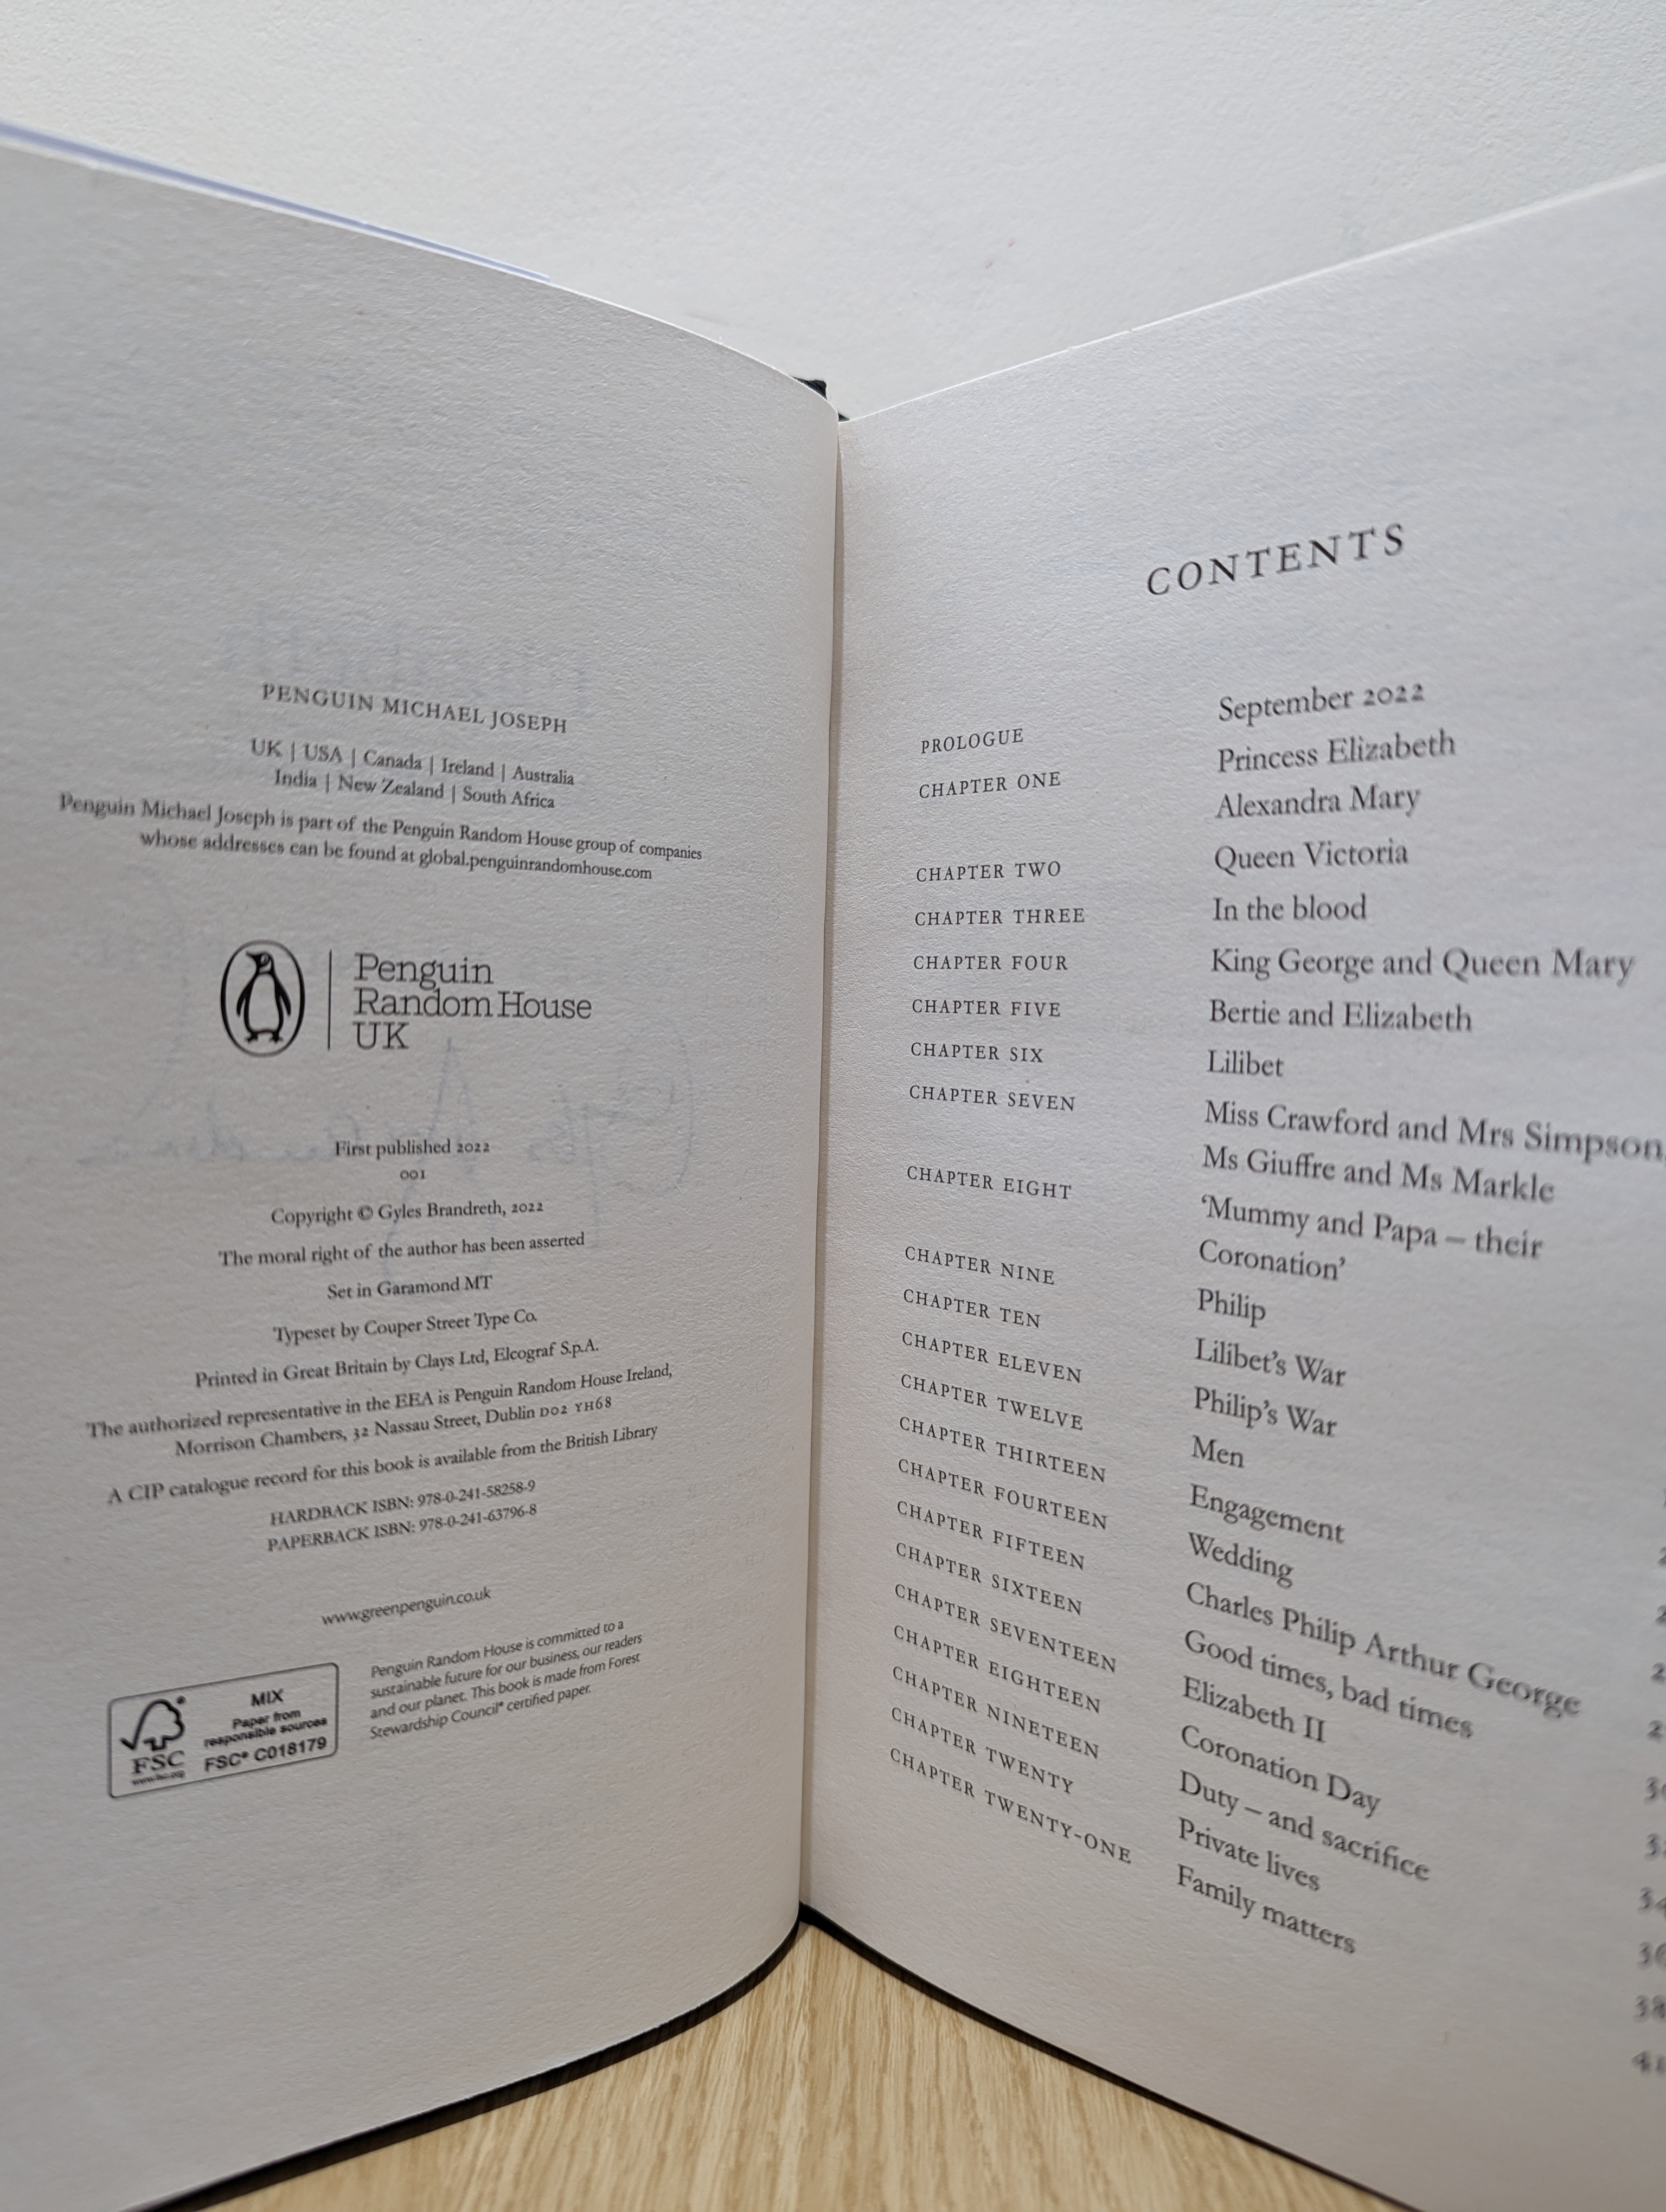 PENGUIN MICHAEL JOSEPH
UK | USA | Canada | Ireland | Australia
India | New Zealand | South Africa
Penguin Michael Joseph is part of the Penguin Random House group of companies
whose addresses can be found at global.penguinrandomhouse.com
Penguin
Random House
UK
First published 2022
001
Copyright © Gyles Brandreth, 2022
The moral right of the author has been asserted
Set in Garamond MT
Typeset by Couper Street Type Co.
Printed in Great Britain by Clays Ltd, Elcograf S.p.A.
The authorized representative in the EEA is Penguin Random House Ireland,
Morrison Chambers, 32 Nassau Street, Dublin D02 YH68
A CIP catalogue record for this book is available from the British Library
HARDBACK ISBN: 978-0-241-58258-9
PAPERBACK ISBN: 978-0-241-63796-8
www.greenpenguin.co.uk
MIX
Paper from
responsible sources
FSC® C018179
FSC
www.fsc.org
Penguin Random House is committed to a
sustainable future for our business, our readers
and our planet. This book is made from Forest
Stewardship Council® certified paper.
CONTENTS
PROLOGUE September 2022
CHAPTER ONE Princess Elizabeth
Alexandra Mary
CHAPTER TWO Queen Victoria
CHAPTER THREE In the blood
CHAPTER FOUR King George and Queen Mary
CHAPTER FIVE Bertie and Elizabeth
CHAPTER SIX Lilibet
CHAPTER SEVEN Miss Crawford and Mrs Simpson,
Ms Giuffre and Ms Markle
CHAPTER EIGHT ‘Mummy and Papa – their
Coronation’
CHAPTER NINE Philip
CHAPTER TEN Lilibet’s War
CHAPTER ELEVEN Philip’s War
CHAPTER TWELVE Men
CHAPTER THIRTEEN Engagement
CHAPTER FOURTEEN Wedding
CHAPTER FIFTEEN Charles Philip Arthur George
CHAPTER SIXTEEN Good times, bad times
CHAPTER SEVENTEEN Elizabeth II
CHAPTER EIGHTEEN Coronation Day
CHAPTER NINETEEN Duty – and sacrifice
CHAPTER TWENTY Private lives
CHAPTER TWENTY-ONE Family matters